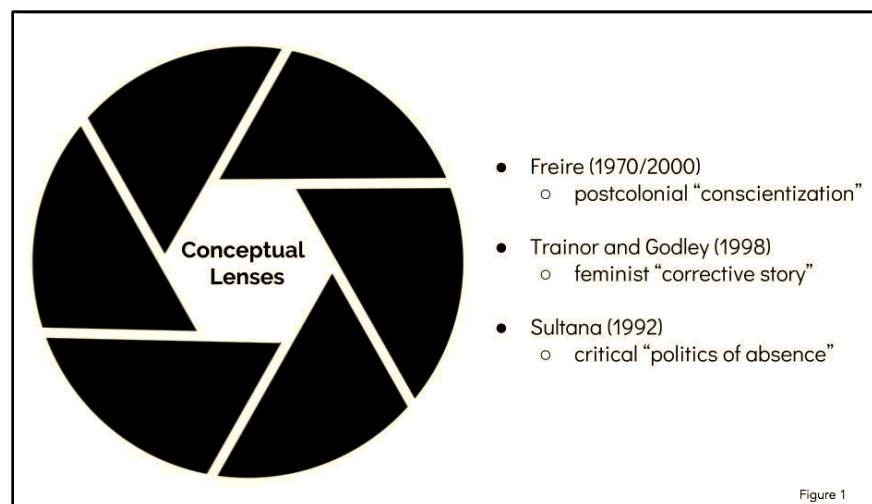 Conceptual
Lenses
● Freire (1970/2000)
○ postcolonial “conscientization”
● Trainor and Godley (1998)
○ feminist “corrective story”
● Sultana (1992)
○ critical “politics of absence”
Figure 1